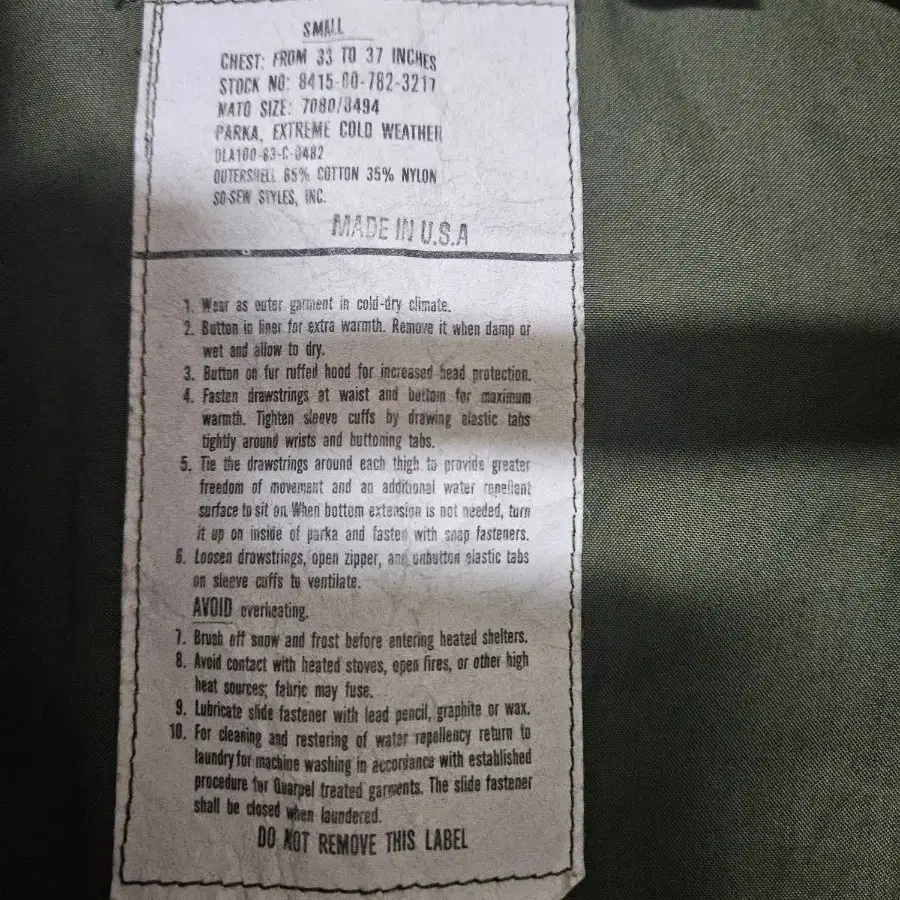 SMALL
CHEST: FROM 33 TO 37 INCHES
STOCK NO: 8415-00-782-3217
NATO SIZE: 7080/8494
PARKA, EXTREME COLD WEATHER
DLA100-83-C-0482
OUTERSHELL 65% COTTON 35% NYLON
SO-SEW STYLES, INC.
MADE IN U.S.A
1. Wear as outer garment in cold-dry climate.
2. Button in liner for extra warmth. Remove it when damp or
wet and allow to dry.
3. Button on fur ruffed hood for increased head protection.
4. Fasten drawstrings at waist and bottom for maximum
warmth. Tighten sleeve cuffs by drawing elastic tabs
tightly around wrists and buttoning tabs.
5. Tie the drawstrings around each thigh to provide greater
freedom of movement and an additional water repellent
surface to sit on. When bottom extension is not needed, turn
it up on inside of parka and fasten with snap fasteners.
6. Loosen drawstrings, open zipper, and unbutton elastic tabs
on sleeve cuffs to ventilate.
AVOID overheating.
7. Brush off snow and frost before entering heated shelters.
8. Avoid contact with heated stoves, open fires, or other high
heat sources; fabric may fuse.
9. Lubricate slide fastener with lead pencil, graphite or wax.
10. For cleaning and restoring of water repellency return to
laundry for machine washing in accordance with established
procedure for Quarpel treated garments. The slide fastener
shall be closed when laundered.
DO NOT REMOVE THIS LABEL